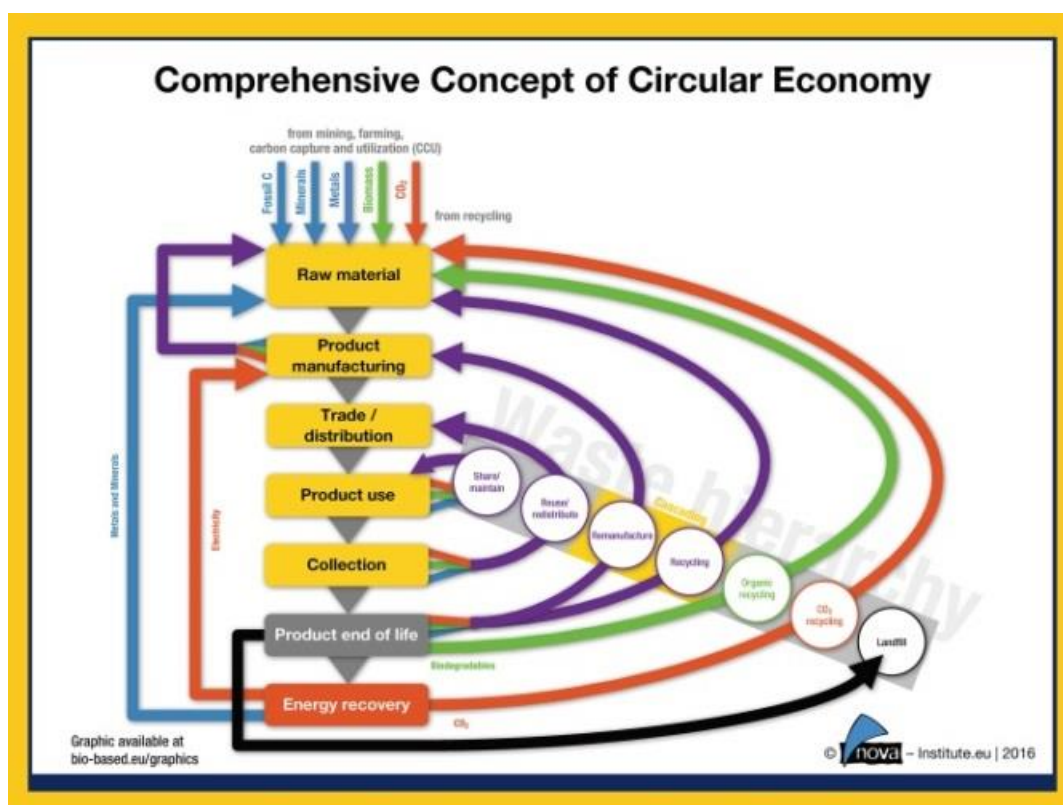 Comprehensive Concept of Circular Economy
from mining, farming,
carbon capture and utilization (CCU)
Fossil C
Minerals
Metals
Biomass
CO₂
from recycling
Raw material
Product
manufacturing
Trade /
distribution
Product use
Collection
Product end of life
Energy recovery
Metals and Minerals
Electricity
Waste hierarchy
Cascading
Share/
maintain
Reuse/
redistribute
Remanufacture
Recycling
Organic
recycling
CO₂
recycling
Landfill
Biodegradables
CO₂
Graphic available at
bio-based.eu/graphics
© nova – Institute.eu | 2016